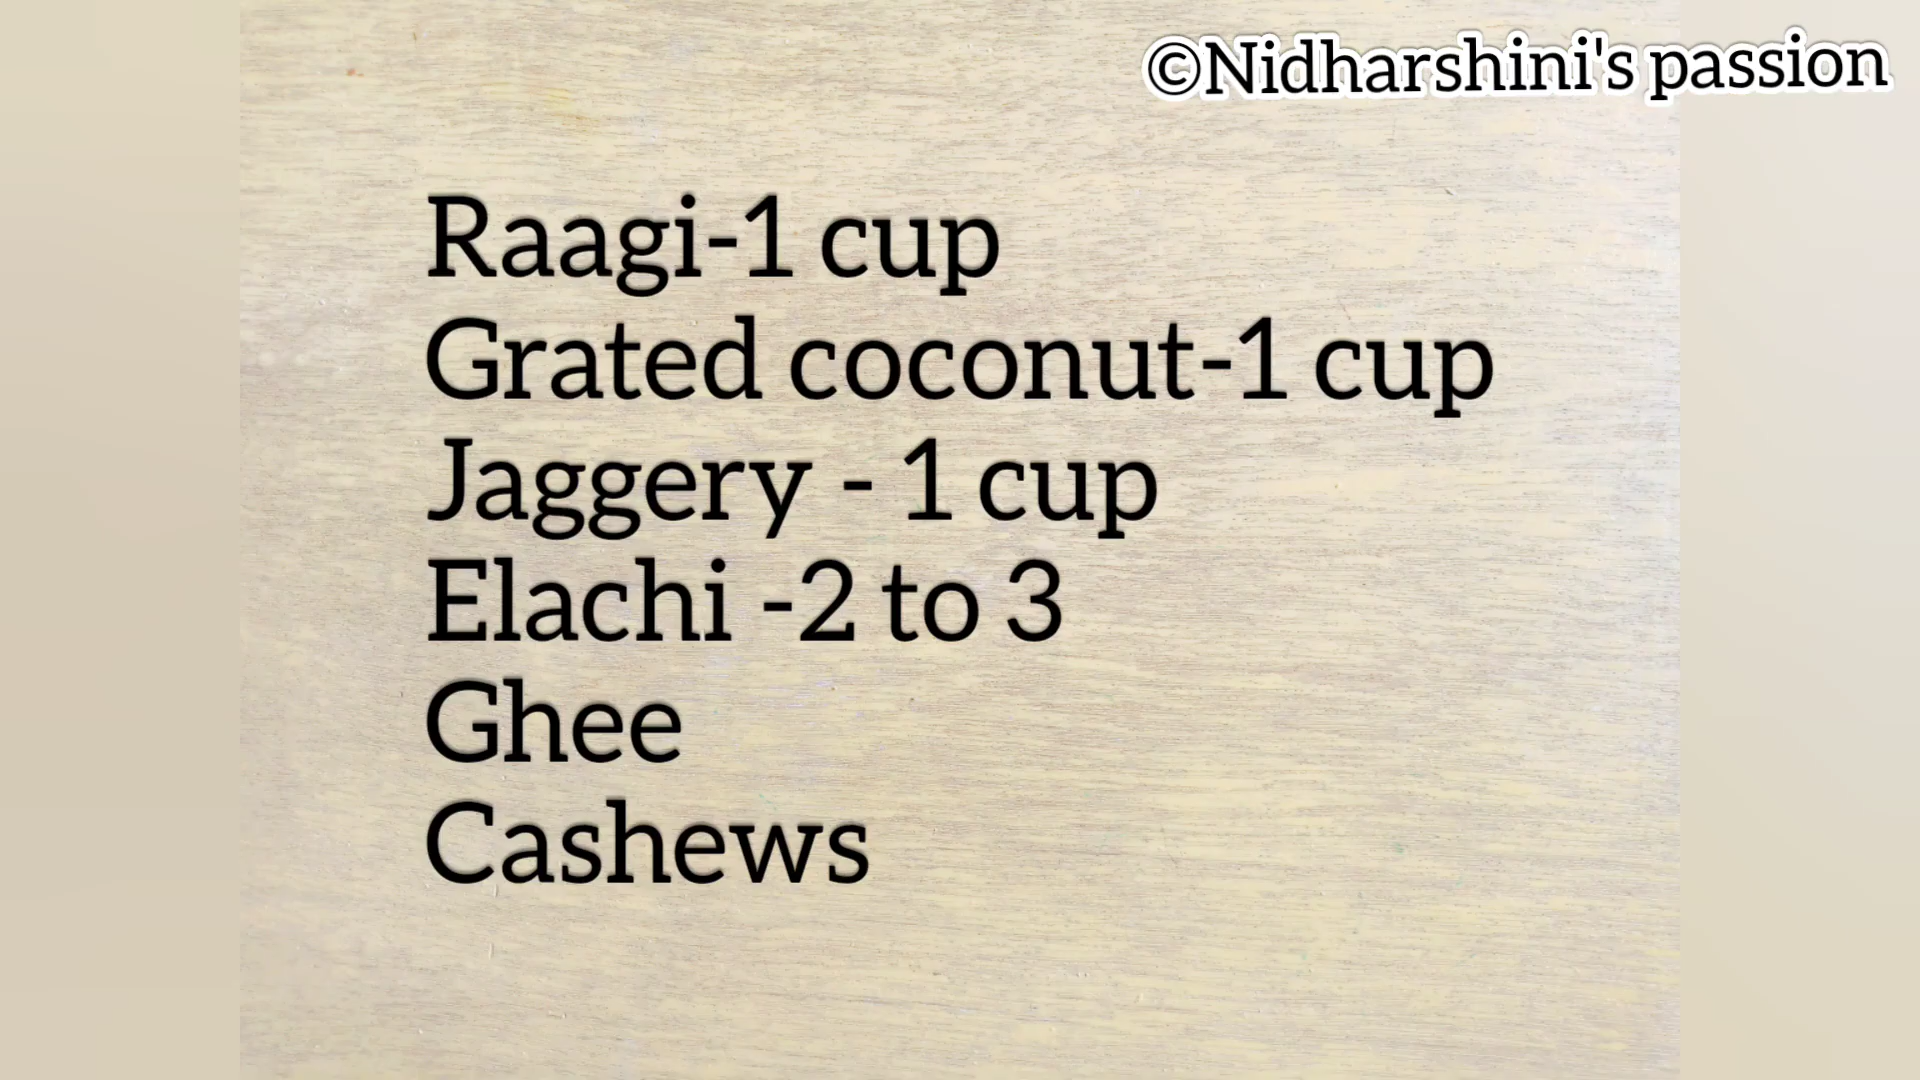 ©Nidharshini's passion
Raagi-1 cup
Grated coconut-1 cup
Jaggery - 1 cup
Elachi -2 to 3
Ghee
Cashews